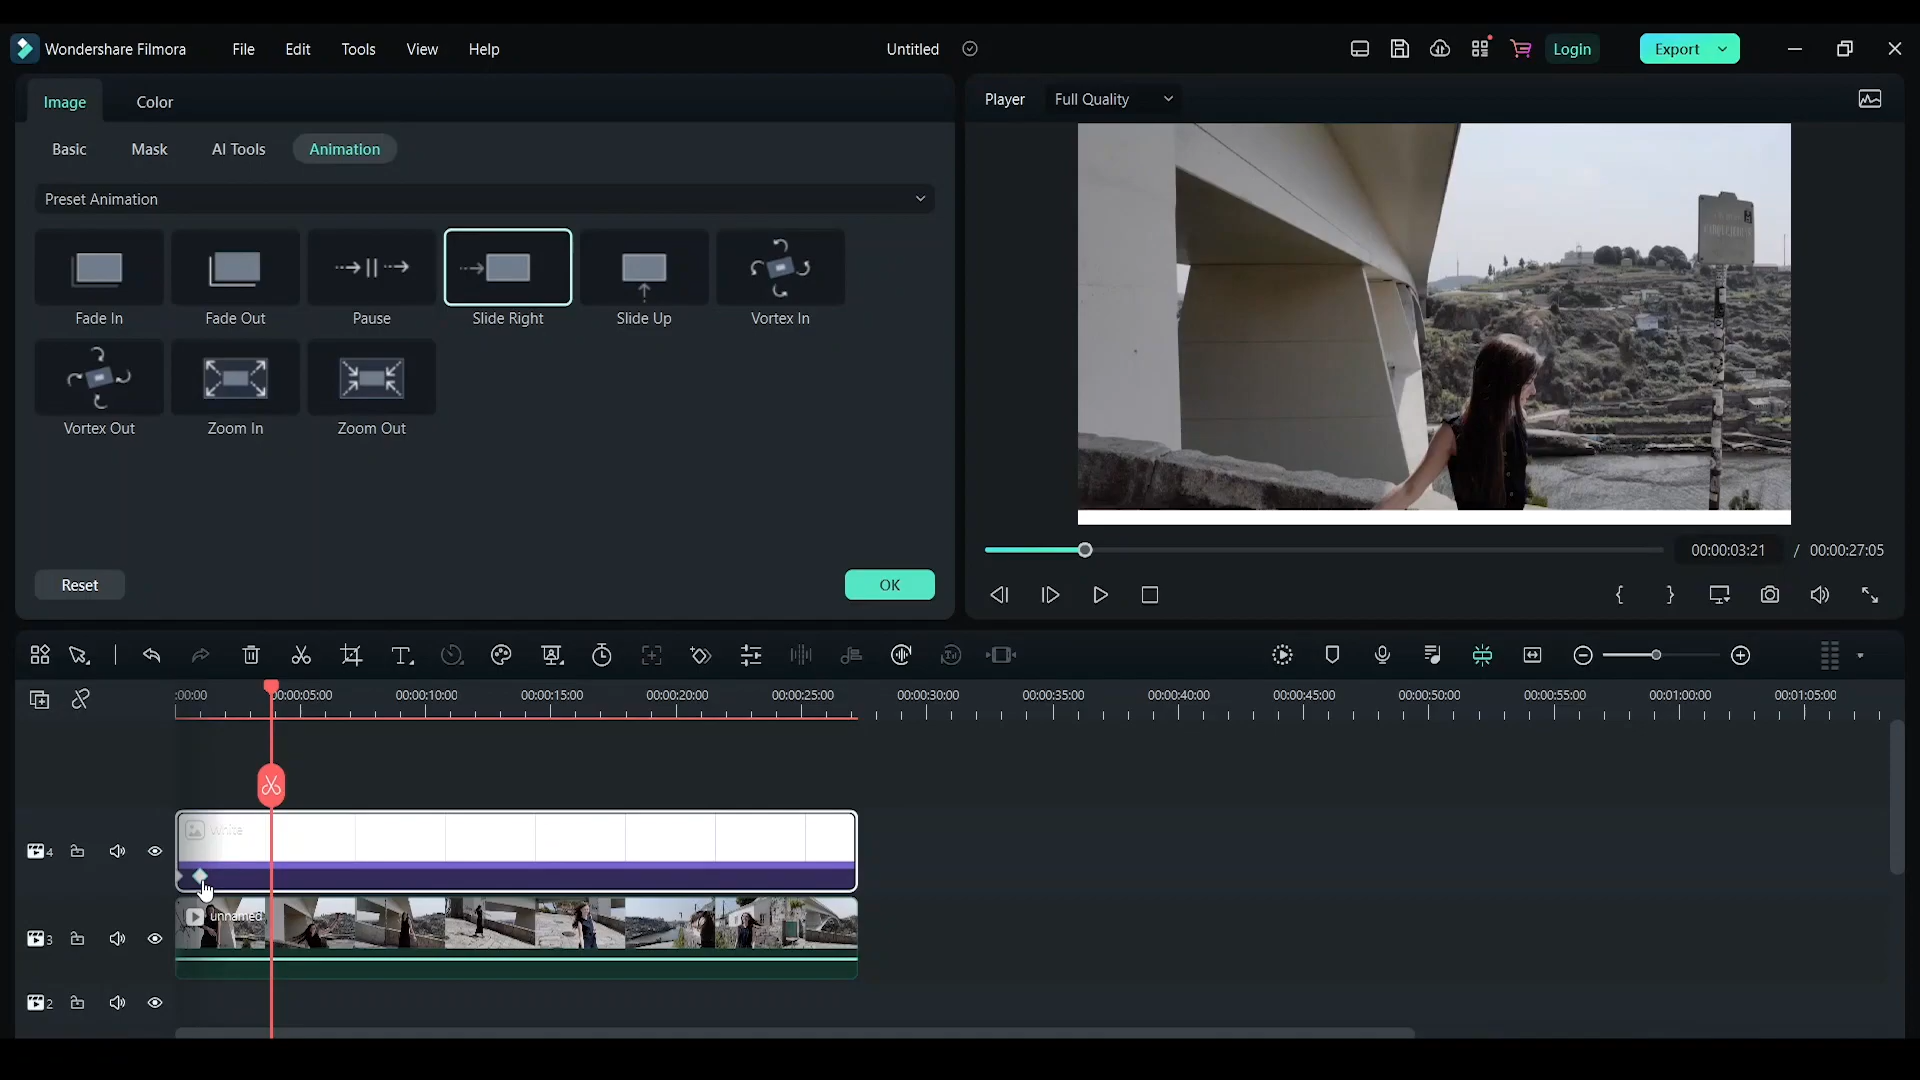 Wondershare Filmora File Edit Tools View Help Untitled Login Export
Image Color
Basic Mask AI Tools Animation
Preset Animation
Fade In Fade Out Pause Slide Right Slide Up Vortex In
Vortex Out Zoom In Zoom Out
Reset OK
Player Full Quality
00:00:03:21 / 00:00:27:05
:00:00 00:00:05:00 00:00:10:00 00:00:15:00 00:00:20:00 00:00:25:00 00:00:30:00 00:00:35:00 00:00:40:00 00:00:45:00 00:00:50:00 00:00:55:00 00:01:00:00 00:01:05:00
White
4
unnamed
3
2